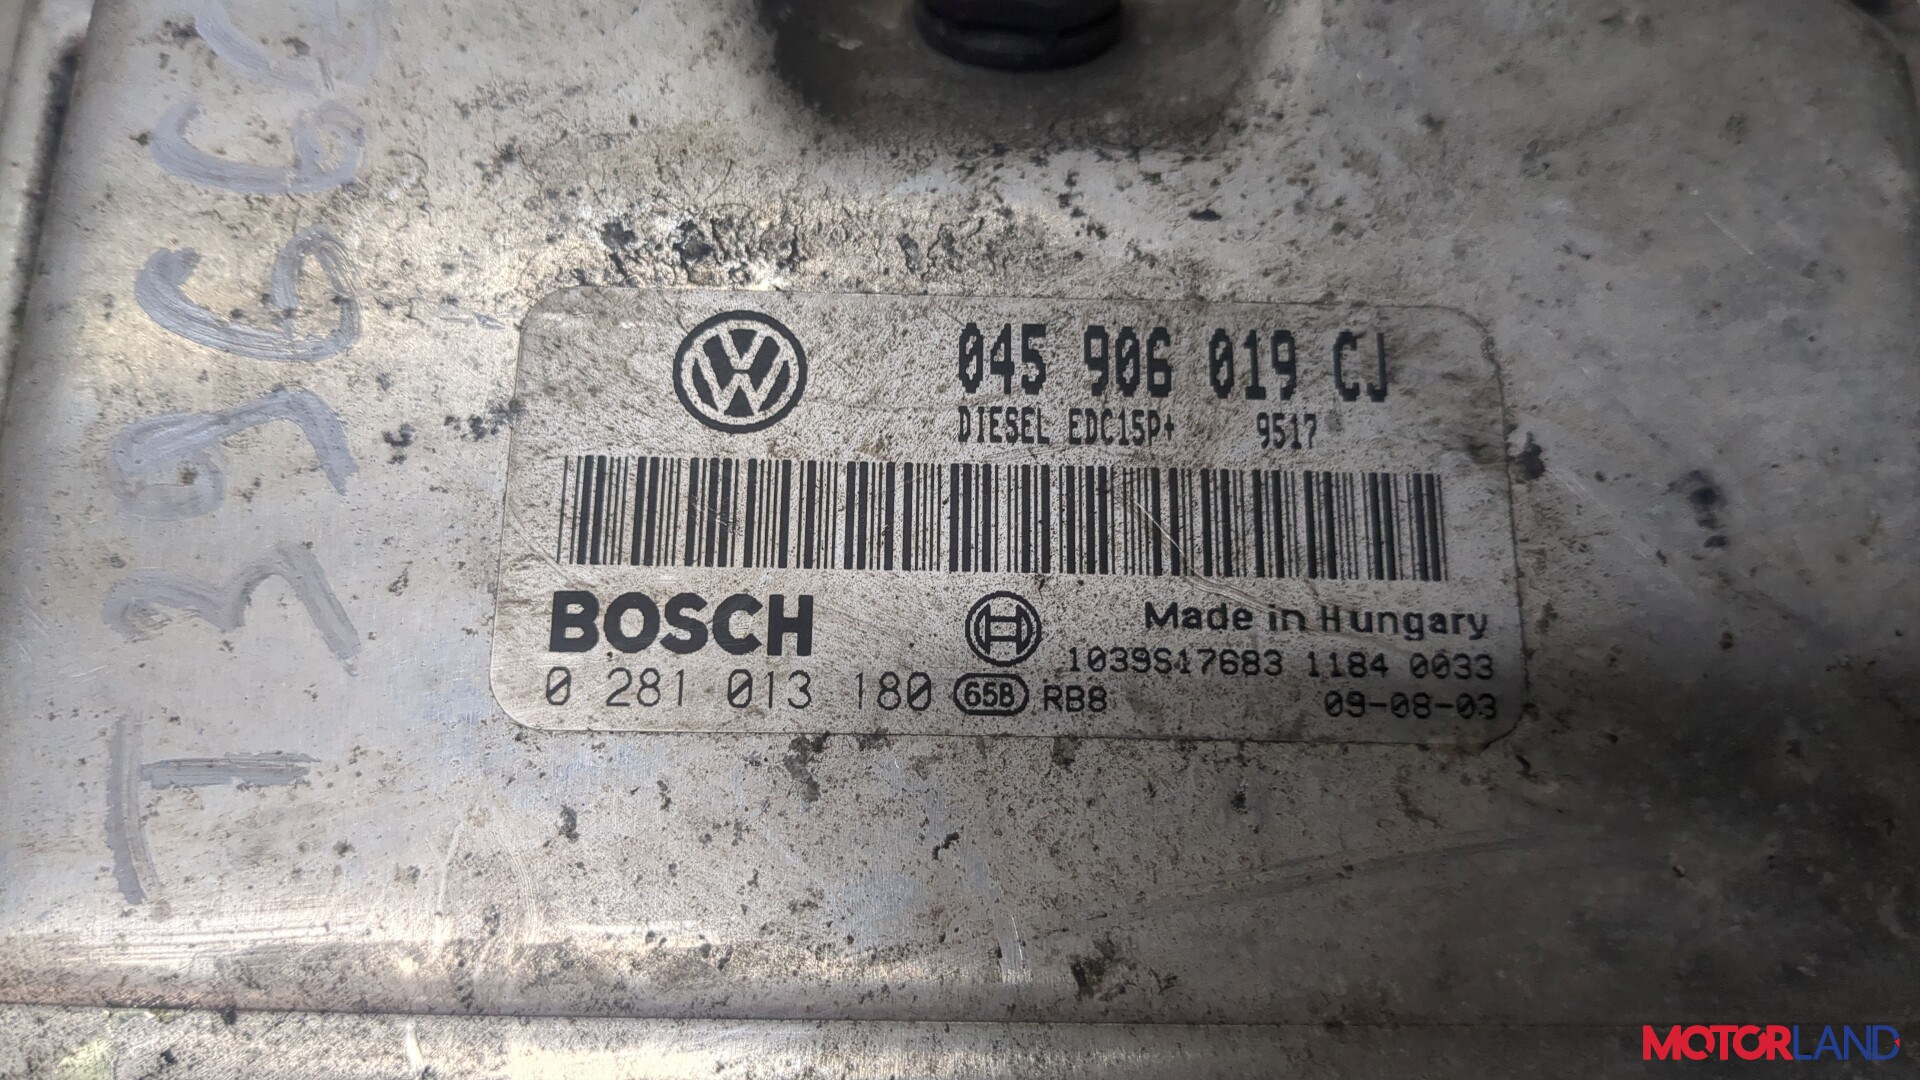 045 906 019 CJ
DIESEL EDC15P+ 9517
BOSCH
Made in Hungary
1039S17683 1184 0033
0 281 013 180 65B RB8
09-08-03
MOTORLAND